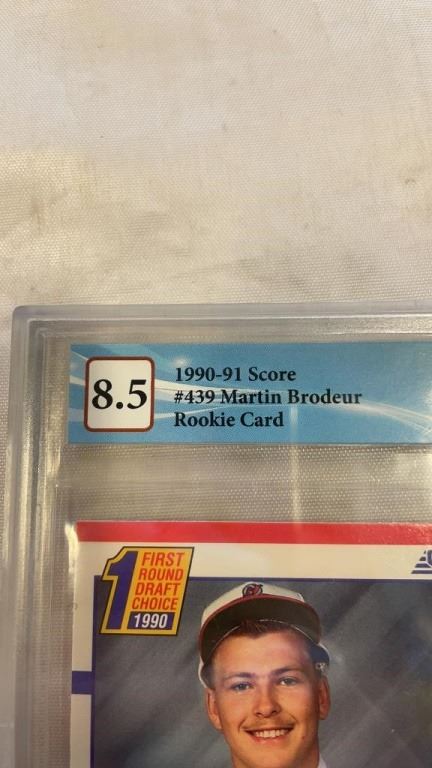 8.5
1990-91 Score
#439 Martin Brodeur
Rookie Card
1 FIRST
ROUND
DRAFT
CHOICE
1990